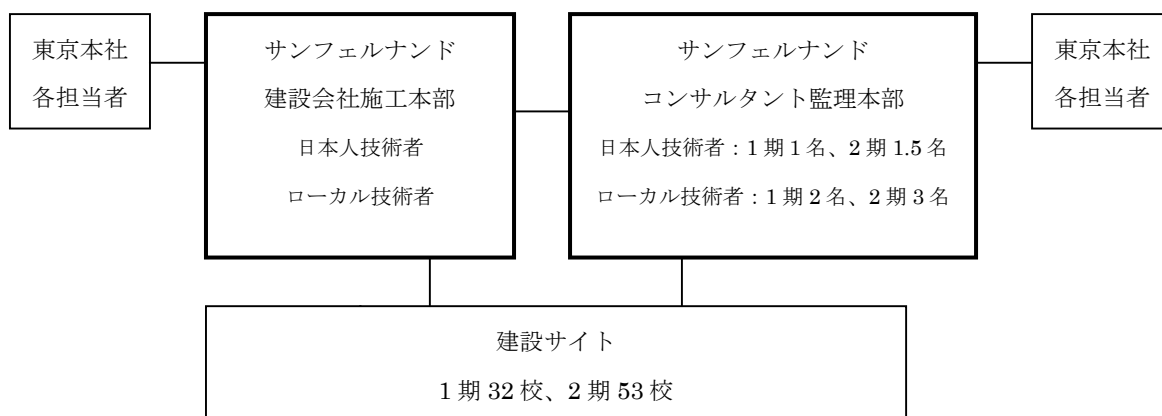 東京本社
各担当者
サンフェルナンド
建設会社施工本部
日本人技術者
ローカル技術者
サンフェルナンド
コンサルタント監理本部
日本人技術者：1 期 1 名、2 期 1.5 名
ローカル技術者：1 期 2 名、2 期 3 名
東京本社
各担当者
建設サイト
1 期 32 校、2 期 53 校